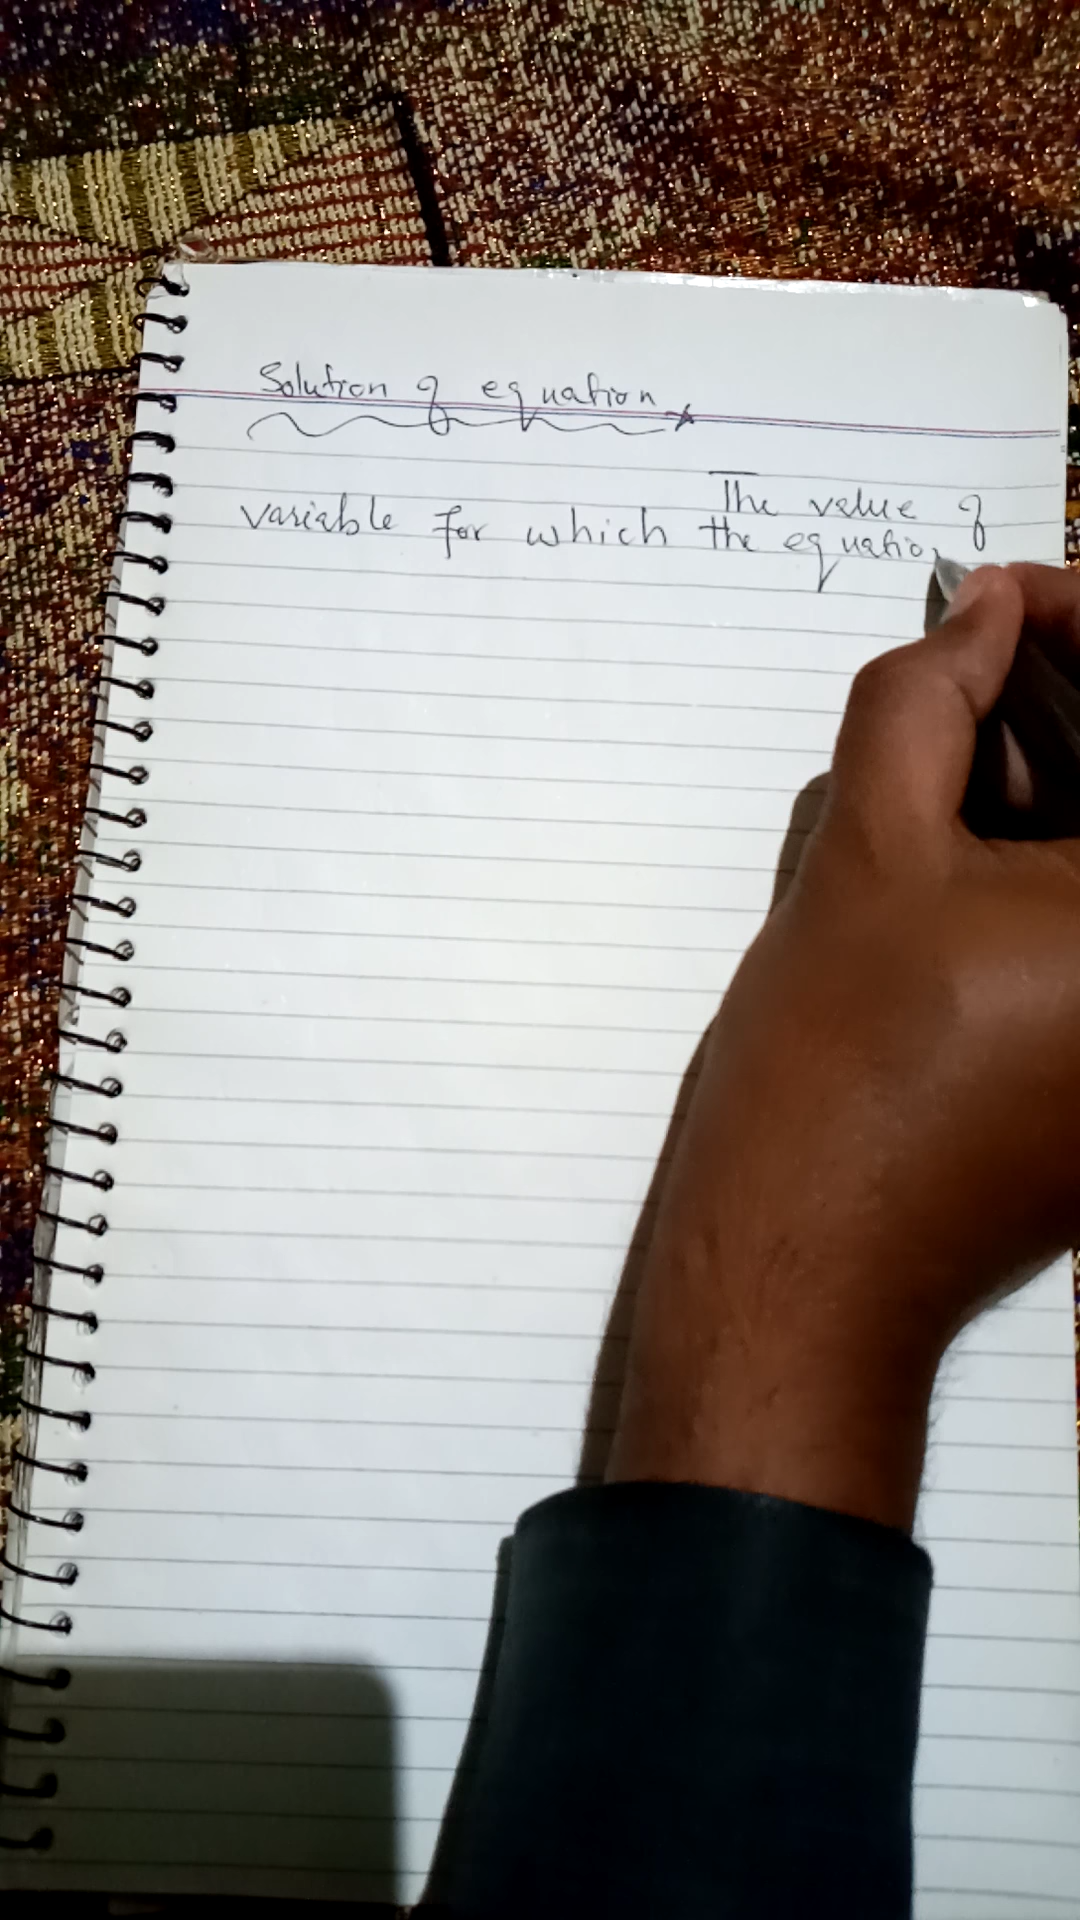 Solution of equation
The value of
variable for which the equation